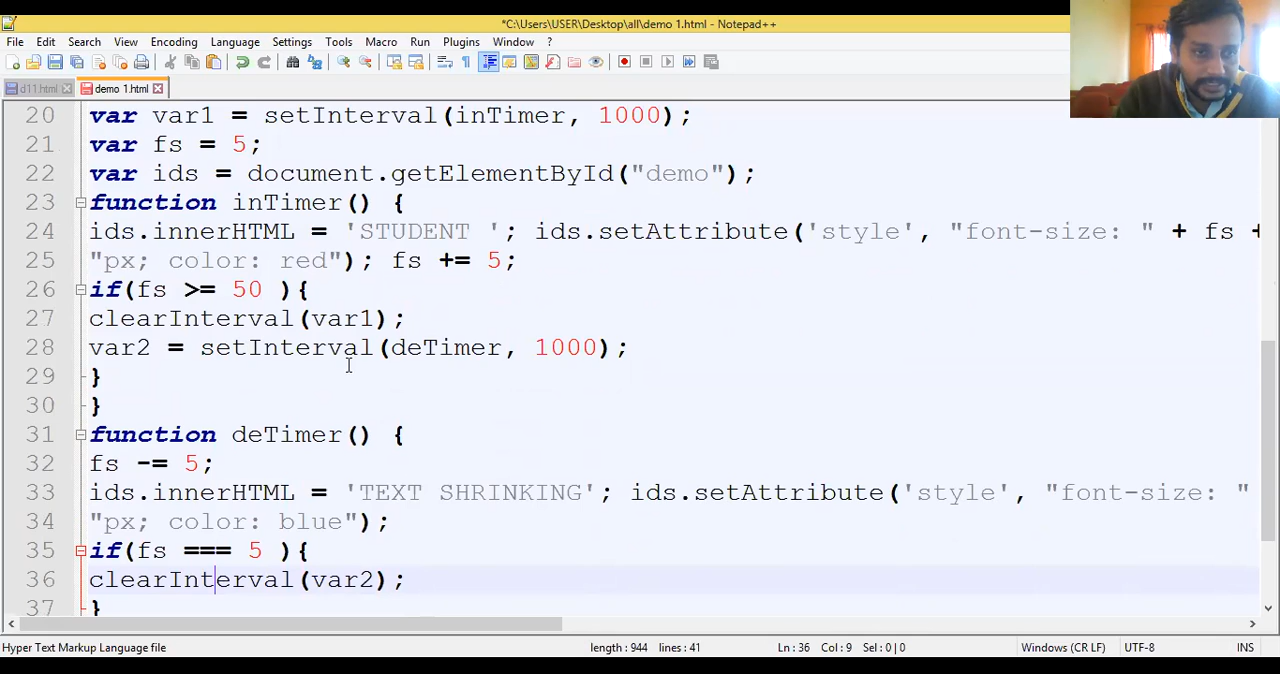 *C:\Users\USER\Desktop\all\demo 1.html - Notepad++
File Edit Search View Encoding Language Settings Tools Macro Run Plugins Window ?
d11.html demo 1.html
20 var var1 = setInterval(inTimer, 1000);
21 var fs = 5;
22 var ids = document.getElementById("demo");
23 function inTimer() {
24 ids.innerHTML = 'STUDENT '; ids.setAttribute('style', "font-size: " + fs +
25 "px; color: red"); fs += 5;
26 if(fs >= 50 ){
27 clearInterval(var1);
28 var2 = setInterval(deTimer, 1000);
29 }
30 }
31 function deTimer() {
32 fs -= 5;
33 ids.innerHTML = 'TEXT SHRINKING'; ids.setAttribute('style', "font-size: "
34 "px; color: blue");
35 if(fs === 5 ){
36 clearInterval(var2);
37 }
Hyper Text Markup Language file length : 944 lines : 41 Ln : 36 Col : 9 Sel : 0 | 0 Windows (CR LF) UTF-8 INS